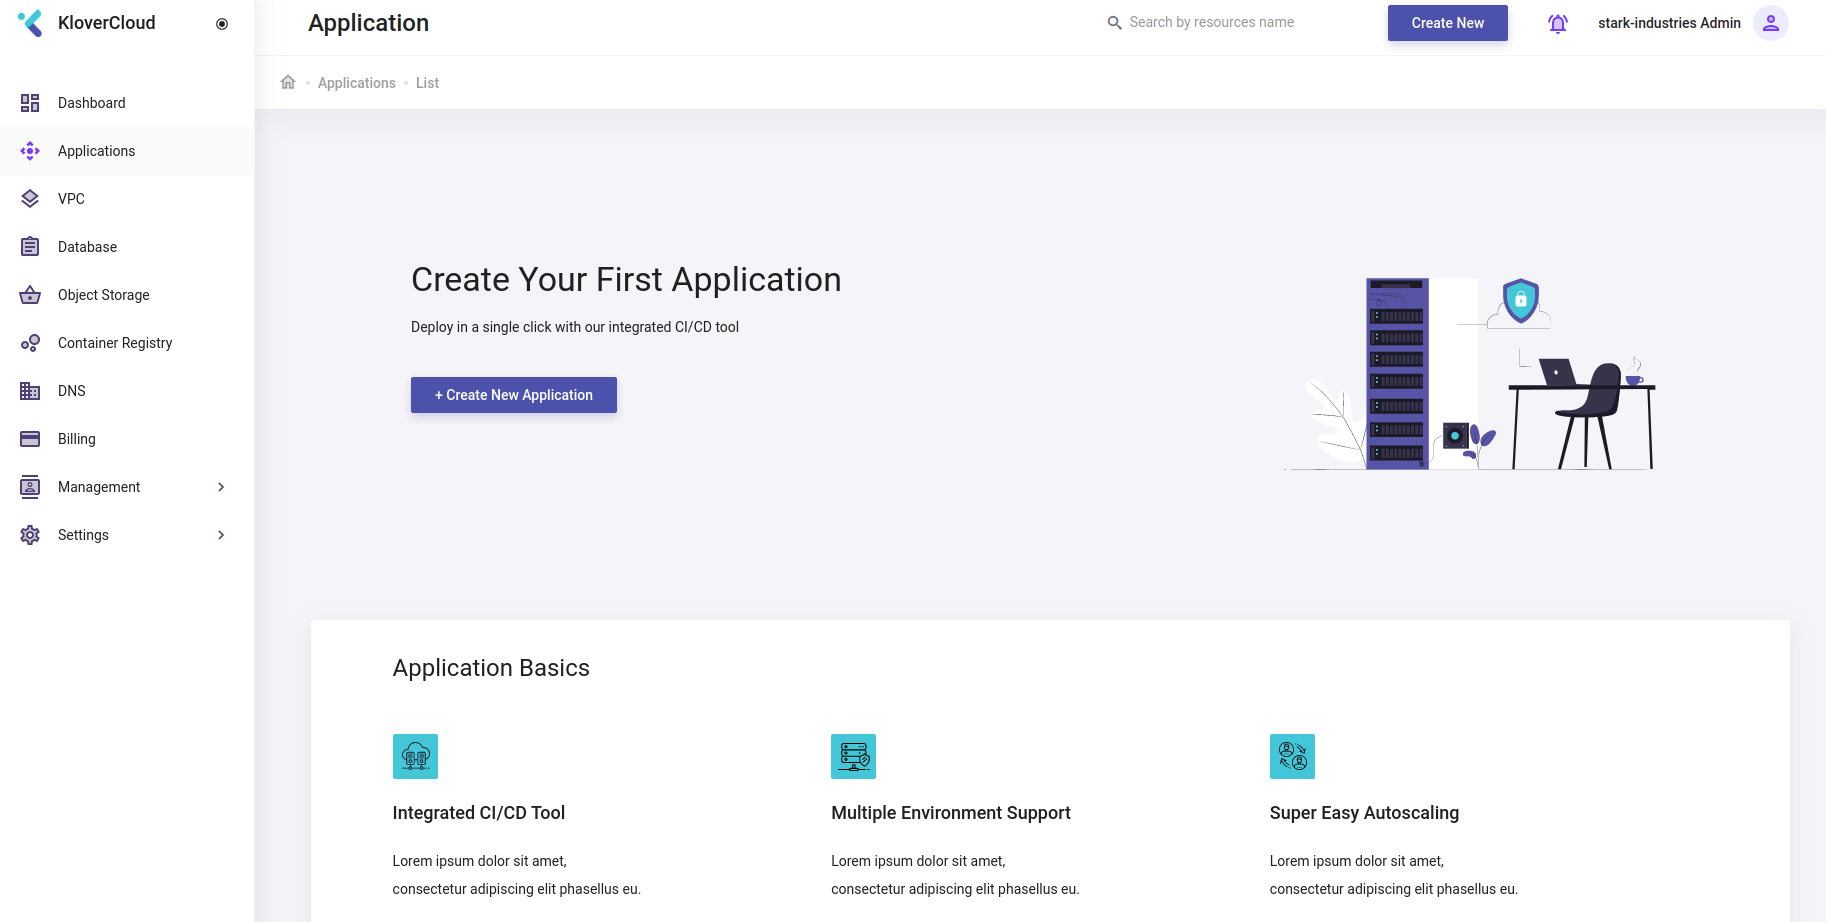 KloverCloud
Application
Search by resources name
Create New
stark-industries Admin
Applications • List
Dashboard
Applications
VPC
Database
Object Storage
Container Registry
DNS
Billing
Management
Settings
Create Your First Application
Deploy in a single click with our integrated CI/CD tool
+ Create New Application
Application Basics
Integrated CI/CD Tool
Lorem ipsum dolor sit amet,
consectetur adipiscing elit phasellus eu.
Multiple Environment Support
Lorem ipsum dolor sit amet,
consectetur adipiscing elit phasellus eu.
Super Easy Autoscaling
Lorem ipsum dolor sit amet,
consectetur adipiscing elit phasellus eu.